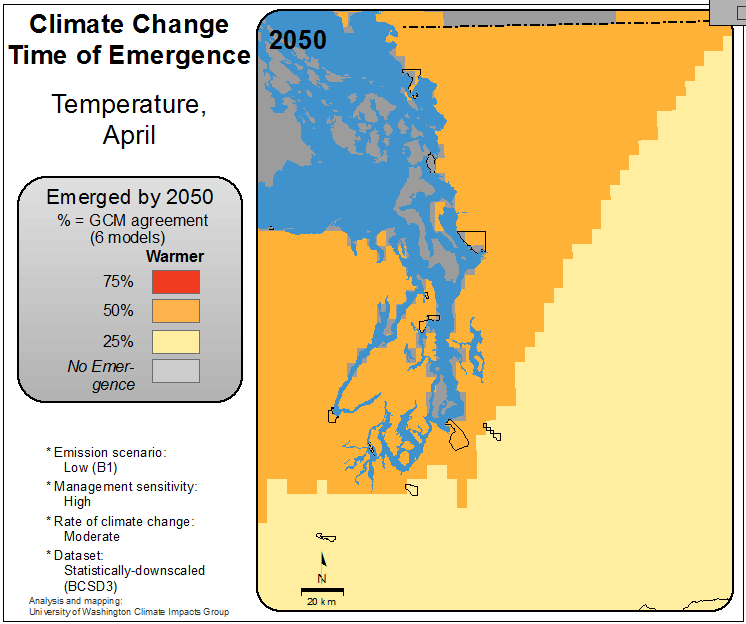 Climate Change
Time of Emergence
Temperature,
April
Emerged by 2050
% = GCM agreement
(6 models)
Warmer
75%
50%
25%
No Emer-
gence
* Emission scenario:
Low (B1)
* Management sensitivity:
High
* Rate of climate change:
Moderate
* Dataset:
Statistically-downscaled
(BCSD3)
Analysis and mapping:
University of Washington Climate Impacts Group
2050
N
20 km